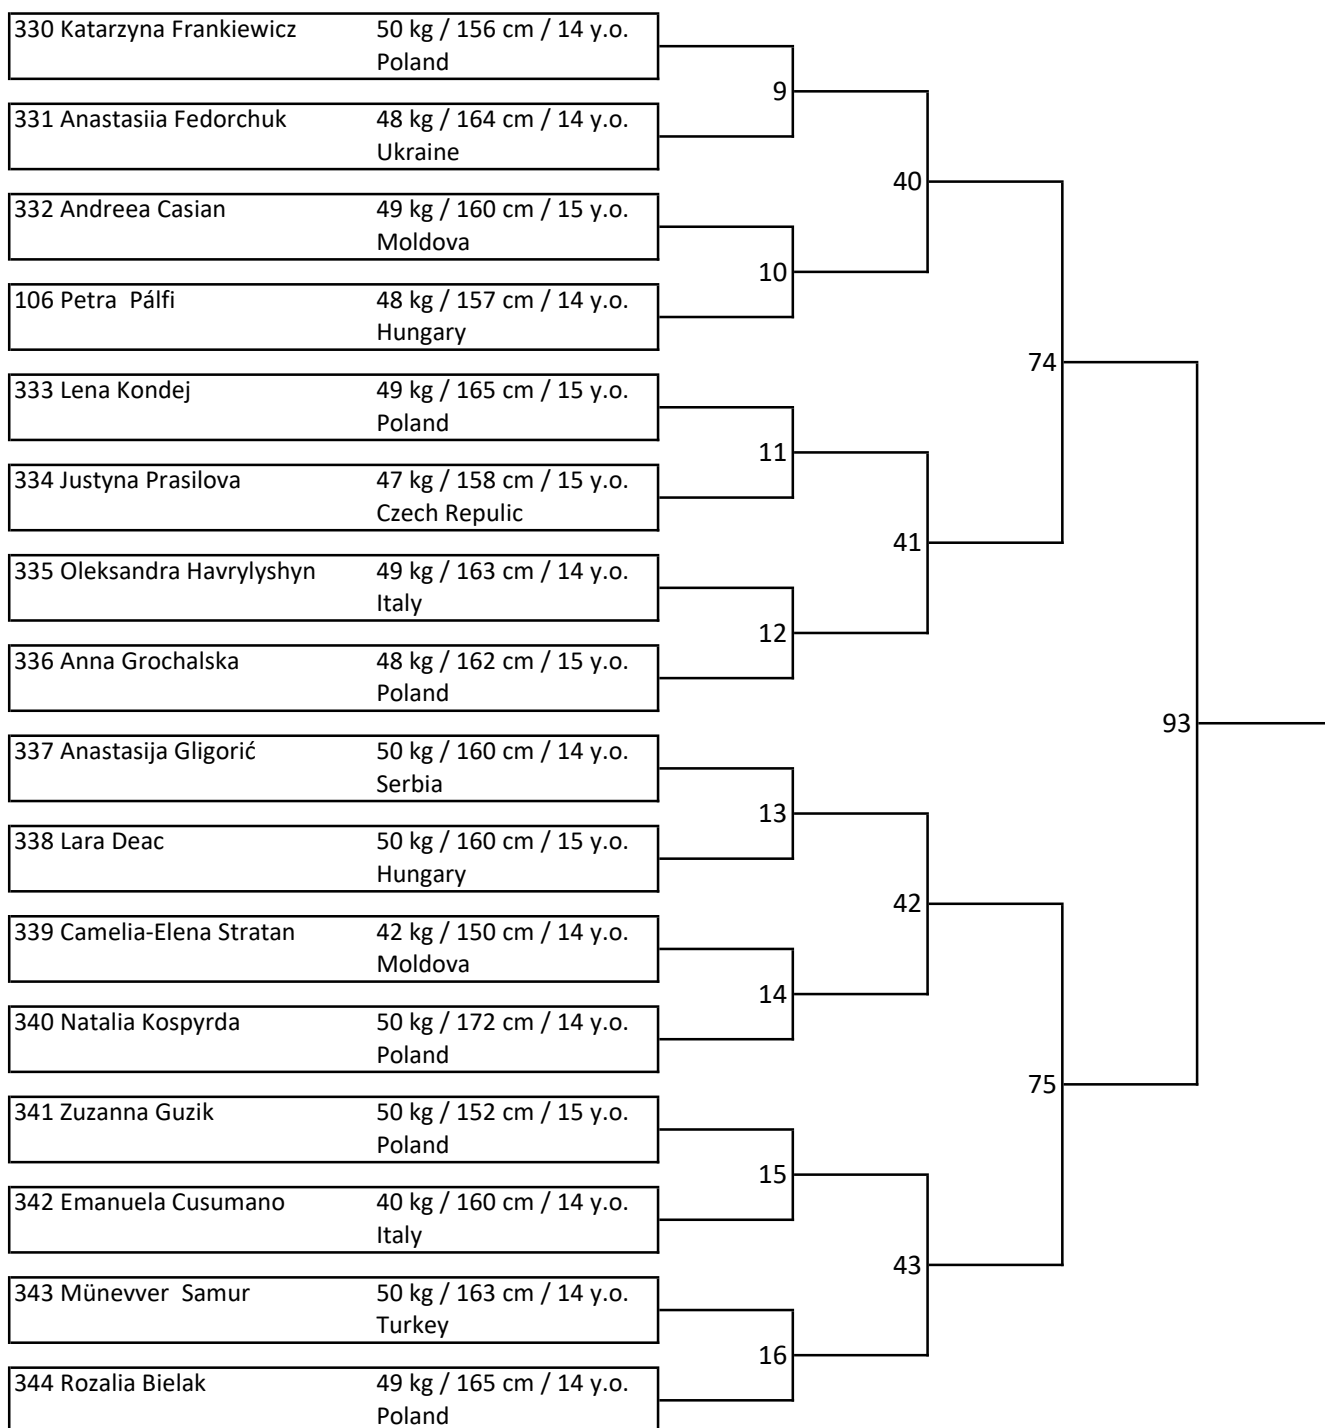 330 Katarzyna Frankiewicz 50 kg / 156 cm / 14 y.o.
Poland
9
331 Anastasiia Fedorchuk 48 kg / 164 cm / 14 y.o.
Ukraine
40
332 Andreea Casian 49 kg / 160 cm / 15 y.o.
Moldova
10
106 Petra  Pálfi 48 kg / 157 cm / 14 y.o.
Hungary
74
333 Lena Kondej 49 kg / 165 cm / 15 y.o.
Poland
11
334 Justyna Prasilova 47 kg / 158 cm / 15 y.o.
Czech Repulic
41
335 Oleksandra Havrylyshyn 49 kg / 163 cm / 14 y.o.
Italy
12
336 Anna Grochalska 48 kg / 162 cm / 15 y.o.
Poland
93
337 Anastasija Gligorić 50 kg / 160 cm / 14 y.o.
Serbia
13
338 Lara Deac 50 kg / 160 cm / 15 y.o.
Hungary
42
339 Camelia-Elena Stratan 42 kg / 150 cm / 14 y.o.
Moldova
14
340 Natalia Kospyrda 50 kg / 172 cm / 14 y.o.
Poland
75
341 Zuzanna Guzik 50 kg / 152 cm / 15 y.o.
Poland
15
342 Emanuela Cusumano 40 kg / 160 cm / 14 y.o.
Italy
43
343 Münevver  Samur 50 kg / 163 cm / 14 y.o.
Turkey
16
344 Rozalia Bielak 49 kg / 165 cm / 14 y.o.
Poland